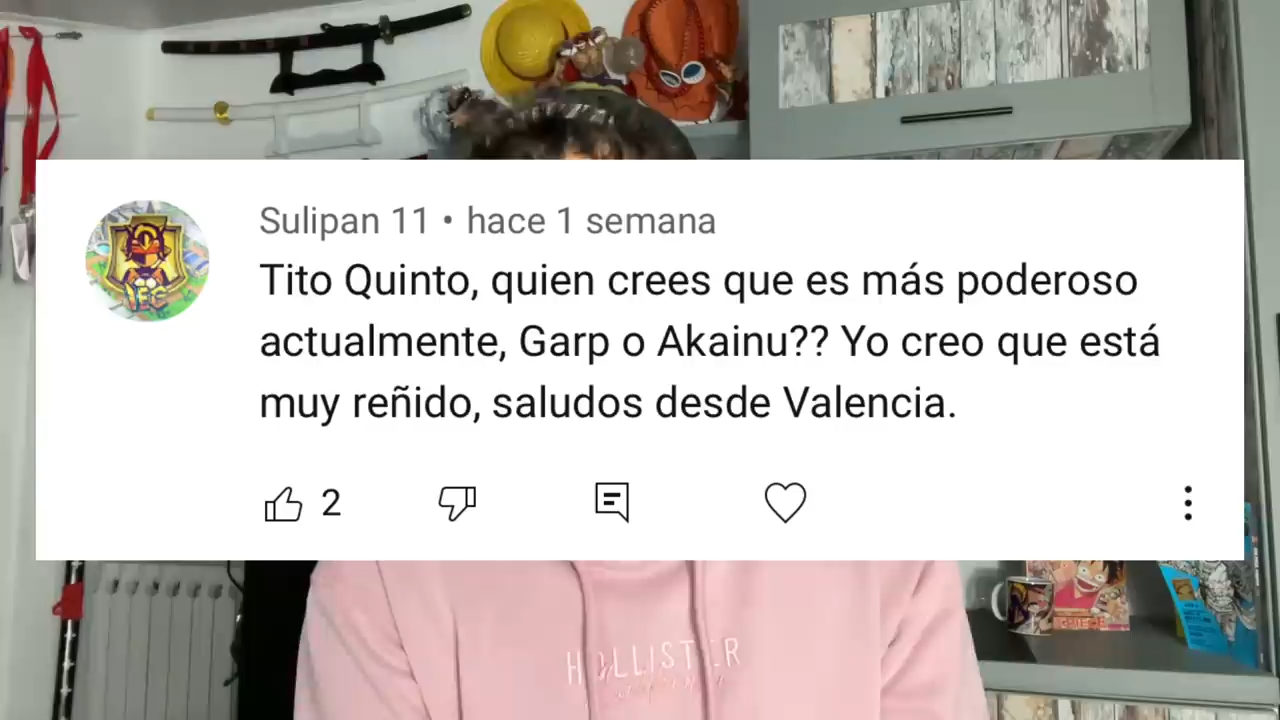 Sulipan 11 • hace 1 semana
Tito Quinto, quien crees que es más poderoso
actualmente, Garp o Akainu?? Yo creo que está
muy reñido, saludos desde Valencia.
2
HOLLISTER